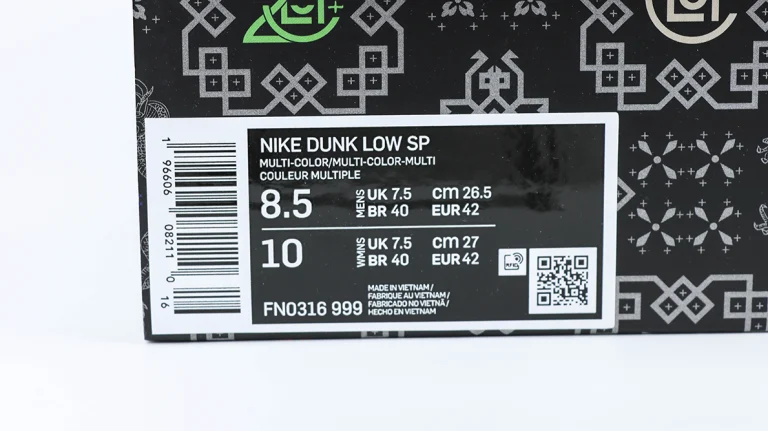 NIKE DUNK LOW SP
MULTI-COLOR/MULTI-COLOR-MULTI
COULEUR MULTIPLE
8.5
MENS
UK 7.5 cm 26.5
BR 40 EUR 42
10
WMNS
UK 7.5 cm 27
BR 40 EUR 42
FN0316 999
MADE IN VIETNAM /
FABRIQUE AU VIETNAM /
FABRICADO NO VIETNÃ /
HECHO EN VIETNAM
RFID
1 96606 08211 0 16